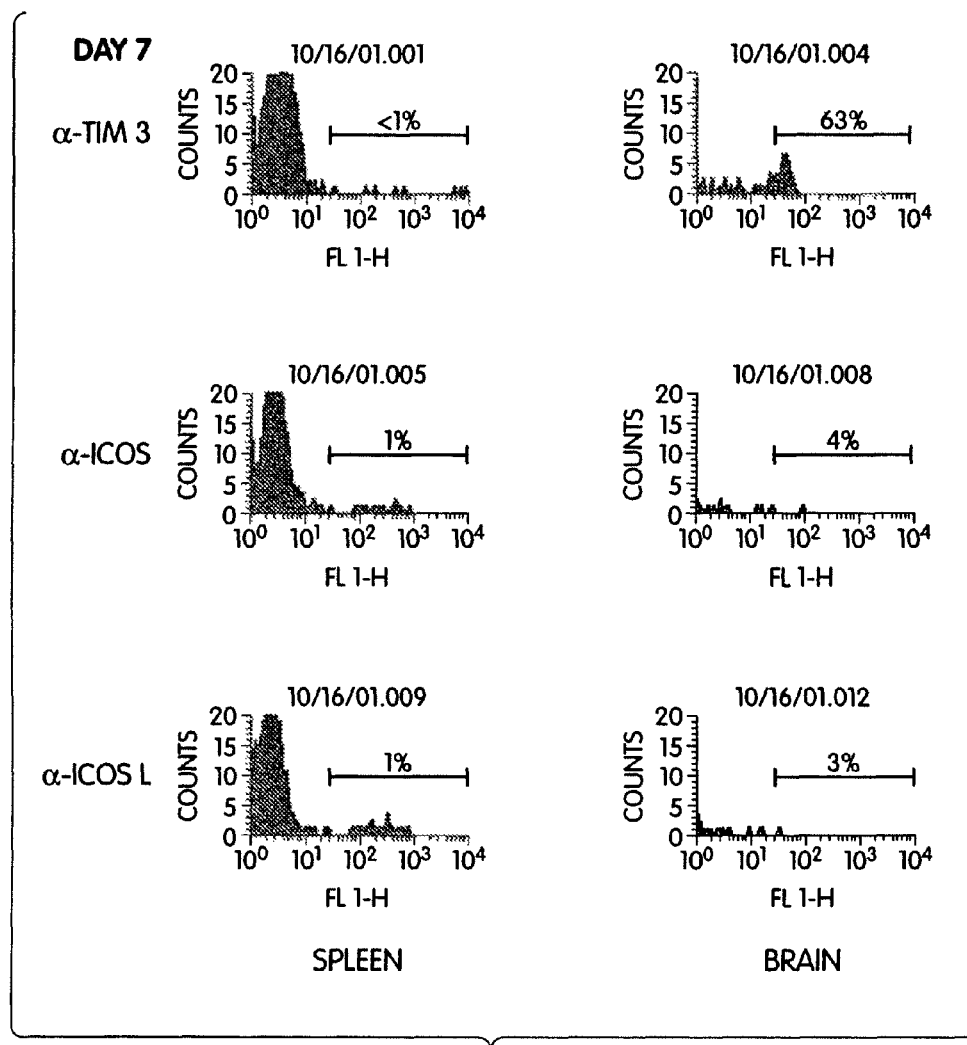 DAY 7
α-TIM 3
10/16/01.001
COUNTS
20
15
10
5
0
<1%
10⁰ 10¹ 10² 10³ 10⁴
FL 1-H
10/16/01.004
COUNTS
20
15
10
5
0
63%
10⁰ 10¹ 10² 10³ 10⁴
FL 1-H
α-ICOS
10/16/01.005
COUNTS
20
15
10
5
0
1%
10⁰ 10¹ 10² 10³ 10⁴
FL 1-H
10/16/01.008
COUNTS
20
15
10
5
0
4%
10⁰ 10¹ 10² 10³ 10⁴
FL 1-H
α-ICOS L
10/16/01.009
COUNTS
20
15
10
5
0
1%
10⁰ 10¹ 10² 10³ 10⁴
FL 1-H
10/16/01.012
COUNTS
20
15
10
5
0
3%
10⁰ 10¹ 10² 10³ 10⁴
FL 1-H
SPLEEN
BRAIN